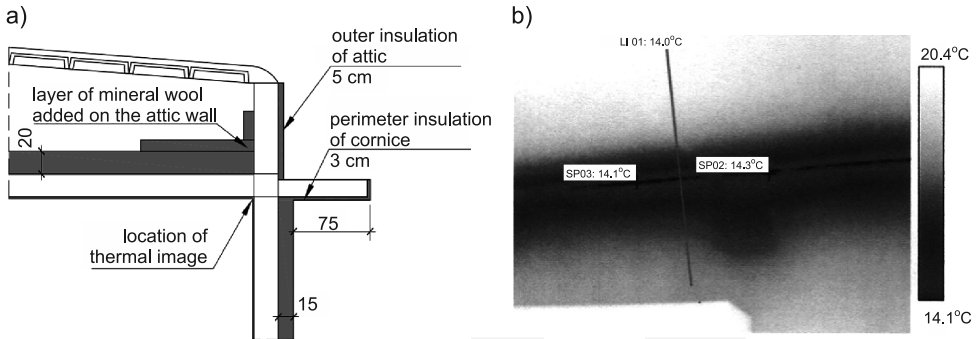 a)
outer insulation
of attic
5 cm
layer of mineral wool
added on the attic wall
perimeter insulation
of cornice
3 cm
20
75
location of
thermal image
15
b)
LI 01: 14.0°C
20.4°C
SP03: 14.1°C
SP02: 14.3°C
14.1°C